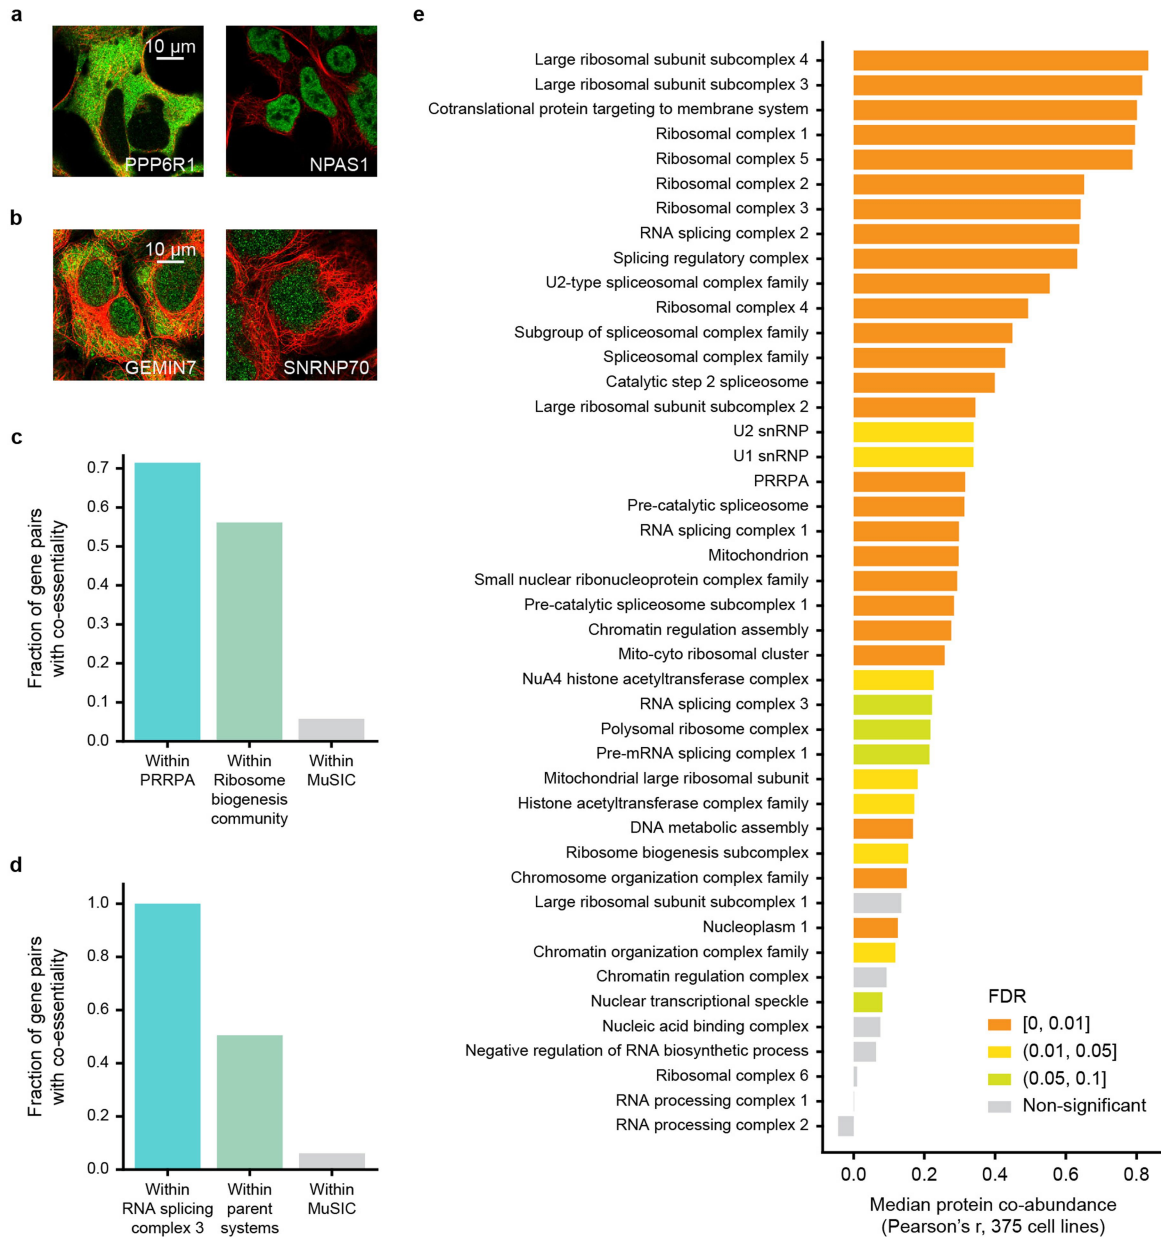 a
10 µm
PPP6R1
NPAS1
b
10 µm
GEMIN7
SNRNP70
c
Fraction of gene pairs
with co-essentiality
0.7
0.6
0.5
0.4
0.3
0.2
0.1
0.0
Within
PRRPA
Within
Ribosome
biogenesis
community
Within
MuSIC
d
Fraction of gene pairs
with co-essentiality
1.0
0.8
0.6
0.4
0.2
0.0
Within
RNA splicing
complex 3
Within
parent
systems
Within
MuSIC
e
Large ribosomal subunit subcomplex 4
Large ribosomal subunit subcomplex 3
Cotranslational protein targeting to membrane system
Ribosomal complex 1
Ribosomal complex 5
Ribosomal complex 2
Ribosomal complex 3
RNA splicing complex 2
Splicing regulatory complex
U2-type spliceosomal complex family
Ribosomal complex 4
Subgroup of spliceosomal complex family
Spliceosomal complex family
Catalytic step 2 spliceosome
Large ribosomal subunit subcomplex 2
U2 snRNP
U1 snRNP
PRRPA
Pre-catalytic spliceosome
RNA splicing complex 1
Mitochondrion
Small nuclear ribonucleoprotein complex family
Pre-catalytic spliceosome subcomplex 1
Chromatin regulation assembly
Mito-cyto ribosomal cluster
NuA4 histone acetyltransferase complex
RNA splicing complex 3
Polysomal ribosome complex
Pre-mRNA splicing complex 1
Mitochondrial large ribosomal subunit
Histone acetyltransferase complex family
DNA metabolic assembly
Ribosome biogenesis subcomplex
Chromosome organization complex family
Large ribosomal subunit subcomplex 1
Nucleoplasm 1
Chromatin organization complex family
Chromatin regulation complex
Nuclear transcriptional speckle
Nucleic acid binding complex
Negative regulation of RNA biosynthetic process
Ribosomal complex 6
RNA processing complex 1
RNA processing complex 2
FDR
[0, 0.01]
(0.01, 0.05]
(0.05, 0.1]
Non-significant
0.0 0.2 0.4 0.6 0.8
Median protein co-abundance
(Pearson's r, 375 cell lines)